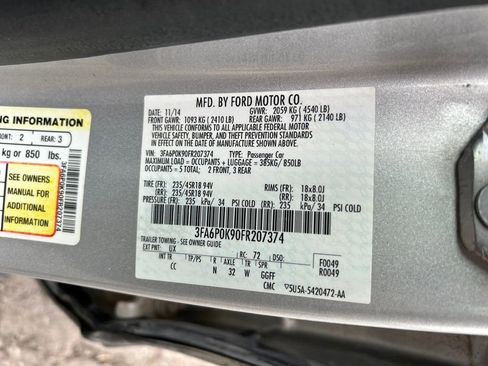 NG INFORMATION
FRONT: 2 REAR: 3
kg or 850 lbs.
SEE OWNERS
MANUAL FOR
ADDITIONAL
INFORMATION
3FA6P0K90FR207374
MFD. BY FORD MOTOR CO.
DATE: 11/14 GVWR: 2059 KG ( 4540 LB)
FRONT GAWR: 1093 KG ( 2410 LB) REAR GAWR: 971 KG ( 2140 LB)
THIS VEHICLE CONFORMS TO ALL APPLICABLE FEDERAL MOTOR
VEHICLE SAFETY, BUMPER, AND THEFT PREVENTION STANDARDS
IN EFFECT ON THE DATE OF MANUFACTURE SHOWN ABOVE.
VEHICLE IDENTIFICATION NO.
VIN: 3FA6P0K90FR207374 TYPE: Passenger Car
MAXIMUM LOAD = OCCUPANTS + LUGGAGE = 385KG / 850LB
OCCUPANTS = 5 TOTAL: 2 FRONT, 3 REAR
TIRE (FR): 235/45R18 94V RIMS (FR): 18x8.0J
(RR): 235/45R18 94V (RR): 18x8.0J
PRESSURE (FR): 235 kPa/ 34 PSI COLD (RR): 235 kPa/ 34 PSI COLD
3FA6P0K90FR207374
TRAILER TOWING - SEE OWNER GUIDE
EXT PNT: UX RC: 72 DSO: F0049
INT TR TP/PS R AXLE TR SPR R0049
CC N 32 W GGFF
CMC 5U5A-5420472-AA